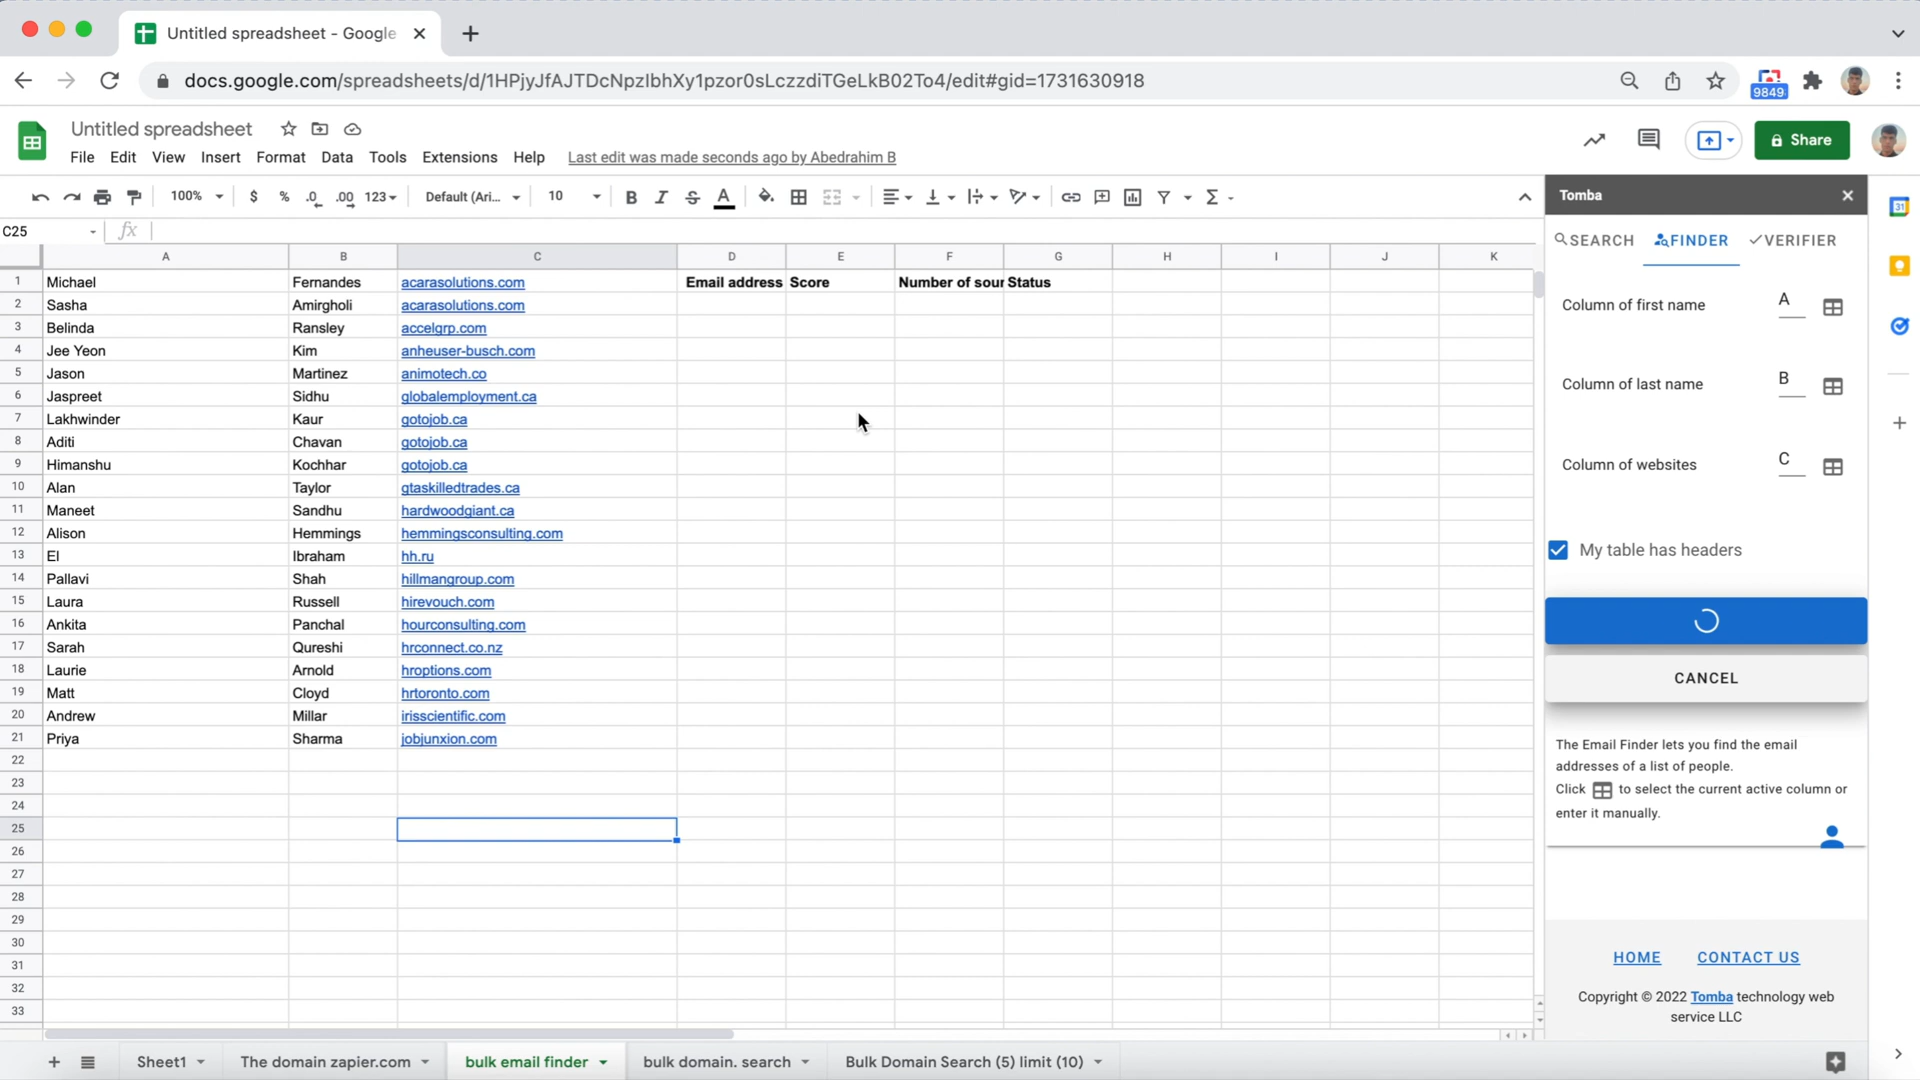 Untitled spreadsheet - Google
docs.google.com/spreadsheets/d/1HPjyJfAJTDcNpzIbhXy1pzor0sLczzdiTGeLkB02To4/edit#gid=1731630918
9849
Untitled spreadsheet
File Edit View Insert Format Data Tools Extensions Help Last edit was made seconds ago by Abedrahim B
Share
100% $ % .0 .00 123 Default (Ari... 10 B I S A Σ
C25 fx
A B C D E F G H I J K
1 Michael Fernandes acarasolutions.com Email address Score Number of sour Status
2 Sasha Amirgholi acarasolutions.com
3 Belinda Ransley accelgrp.com
4 Jee Yeon Kim anheuser-busch.com
5 Jason Martinez animotech.co
6 Jaspreet Sidhu globalemployment.ca
7 Lakhwinder Kaur gotojob.ca
8 Aditi Chavan gotojob.ca
9 Himanshu Kochhar gotojob.ca
10 Alan Taylor gtaskilledtrades.ca
11 Maneet Sandhu hardwoodgiant.ca
12 Alison Hemmings hemmingsconsulting.com
13 El Ibraham hh.ru
14 Pallavi Shah hillmangroup.com
15 Laura Russell hirevouch.com
16 Ankita Panchal hourconsulting.com
17 Sarah Qureshi hrconnect.co.nz
18 Laurie Arnold hroptions.com
19 Matt Cloyd hrtoronto.com
20 Andrew Millar irisscientific.com
21 Priya Sharma jobjunxion.com
22
23
24
25
26
27
28
29
30
31
32
33
Tomba
SEARCH FINDER VERIFIER
Column of first name A
Column of last name B
Column of websites C
My table has headers
CANCEL
The Email Finder lets you find the email
addresses of a list of people.
Click to select the current active column or
enter it manually.
HOME CONTACT US
Copyright © 2022 Tomba technology web
service LLC
31
Sheet1 The domain zapier.com bulk email finder bulk domain. search Bulk Domain Search (5) limit (10)